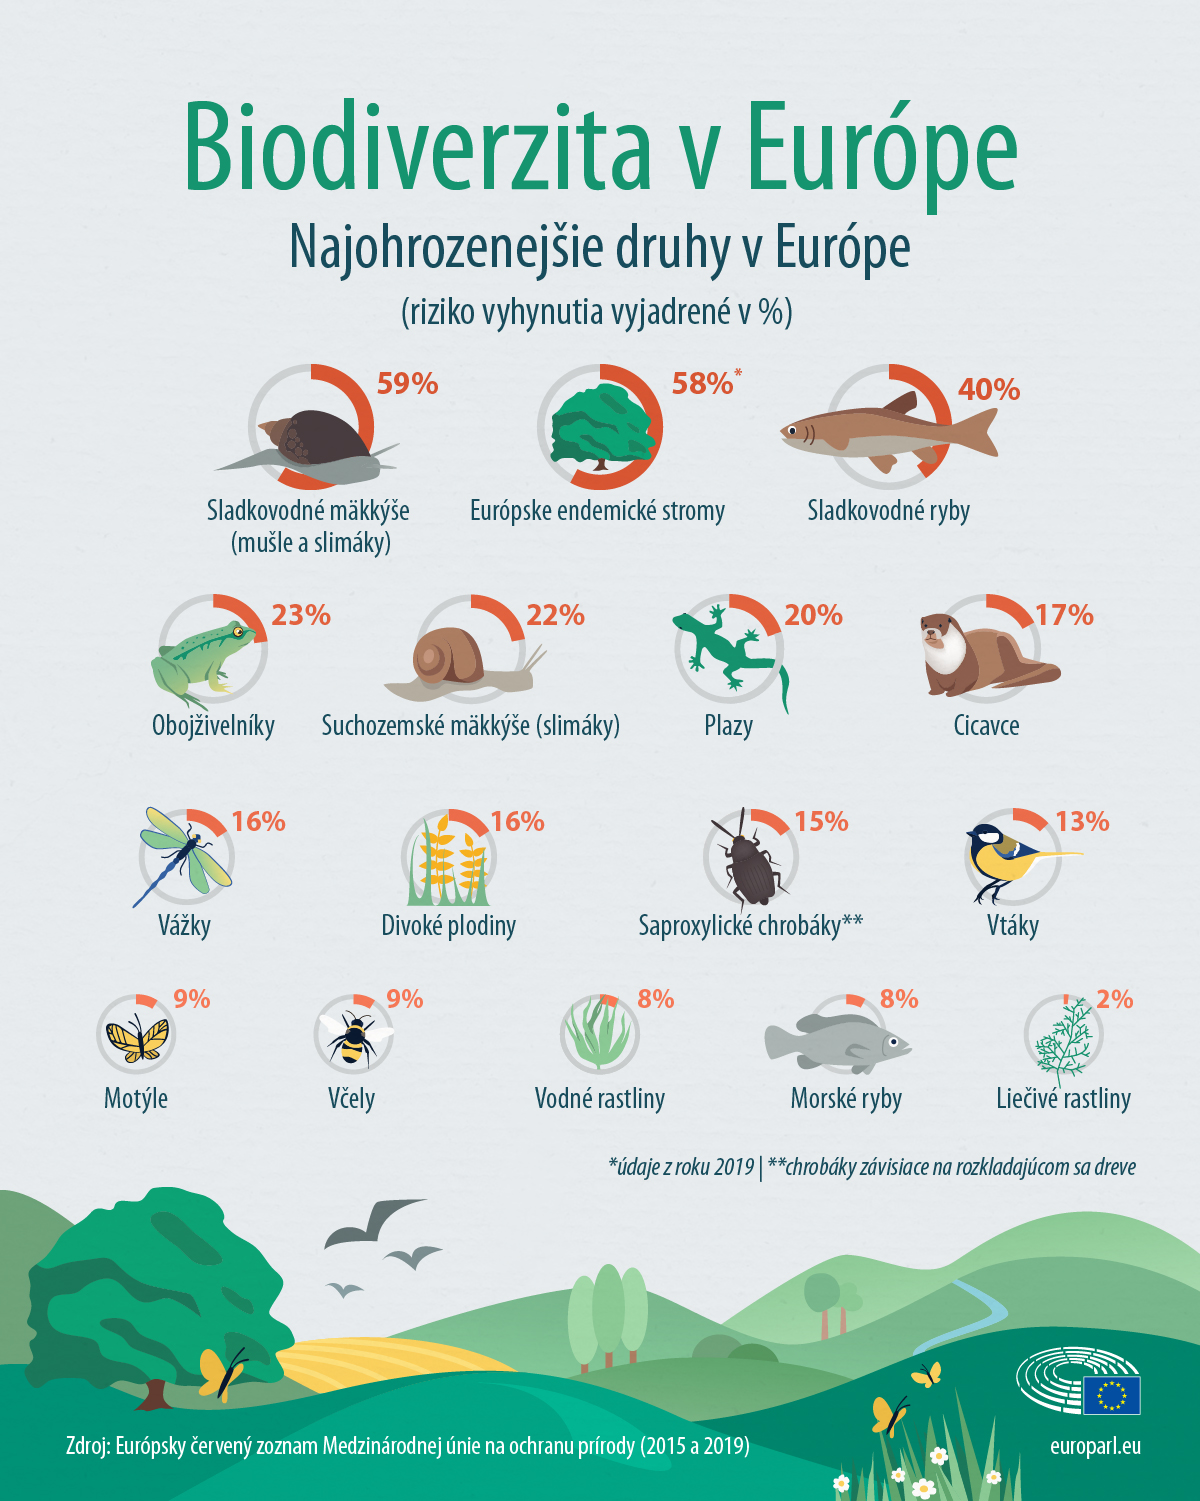 Biodiverzita v Európe
Najohrozenejšie druhy v Európe
(riziko vyhynutia vyjadrené v %)
59%
58%*
40%
Sladkovodné mäkkýše
(mušle a slimáky)
Európske endemické stromy
Sladkovodné ryby
23%
22%
20%
17%
Obojživelníky
Suchozemské mäkkýše (slimáky)
Plazy
Cicavce
16%
16%
15%
13%
Vážky
Divoké plodiny
Saproxylické chrobáky**
Vtáky
9%
9%
8%
8%
2%
Motýle
Včely
Vodné rastliny
Morské ryby
Liečivé rastliny
*údaje z roku 2019 | **chrobáky závisiace na rozkladajúcom sa dreve
Zdroj: Európsky červený zoznam Medzinárodnej únie na ochranu prírody (2015 a 2019)
europarl.eu